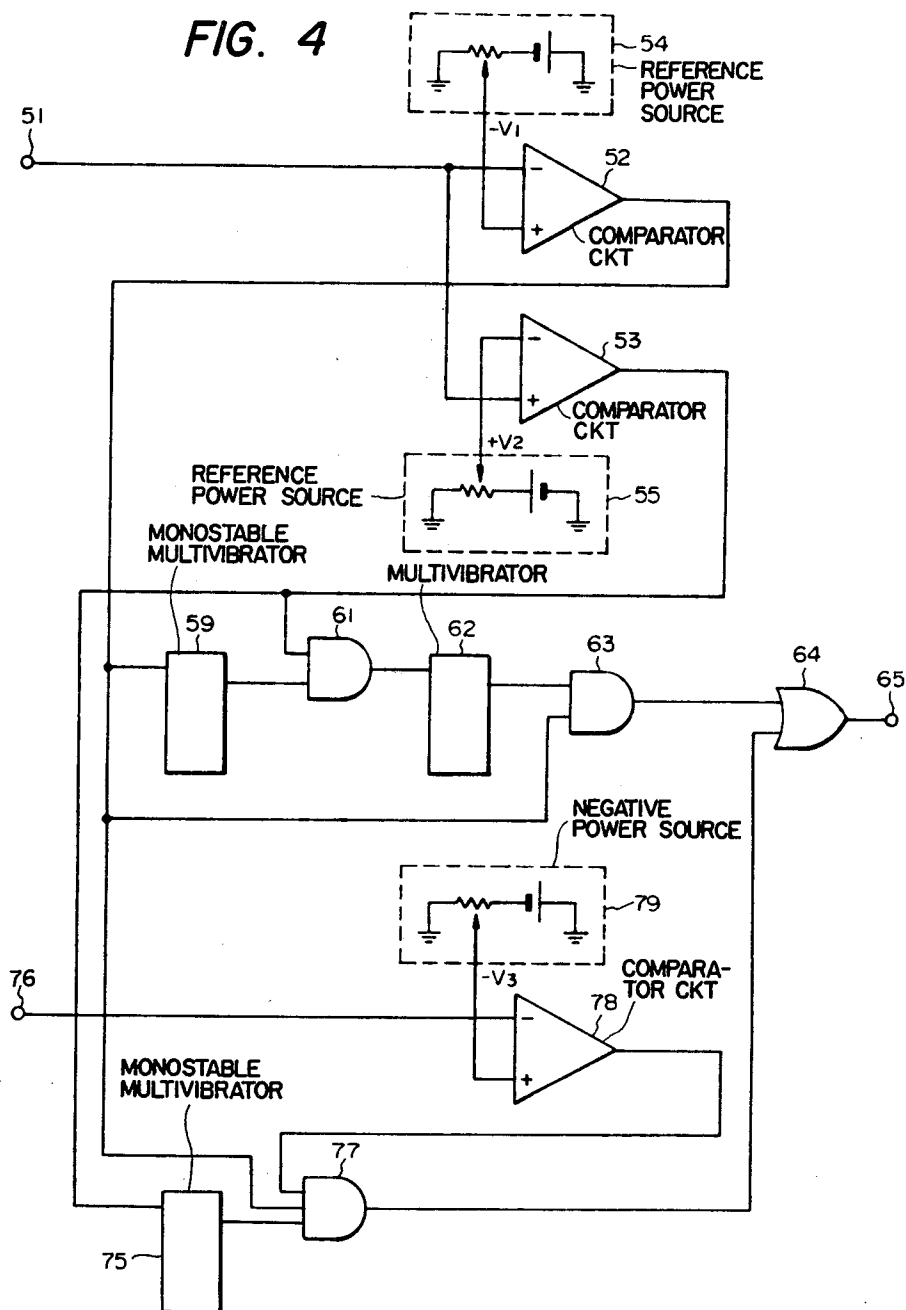 FIG. 4
54
REFERENCE
POWER
SOURCE
51
-V1
52
-
+
COMPARATOR
CKT
53
-
+
COMPARATOR
CKT
+V2
REFERENCE
POWER SOURCE
55
MONOSTABLE
MULTIVIBRATOR
MULTIVIBRATOR
59
61
62
63
64
65
NEGATIVE
POWER SOURCE
79
76
-V3
COMPARA-
TOR CKT
78
-
+
MONOSTABLE
MULTIVIBRATOR
77
75